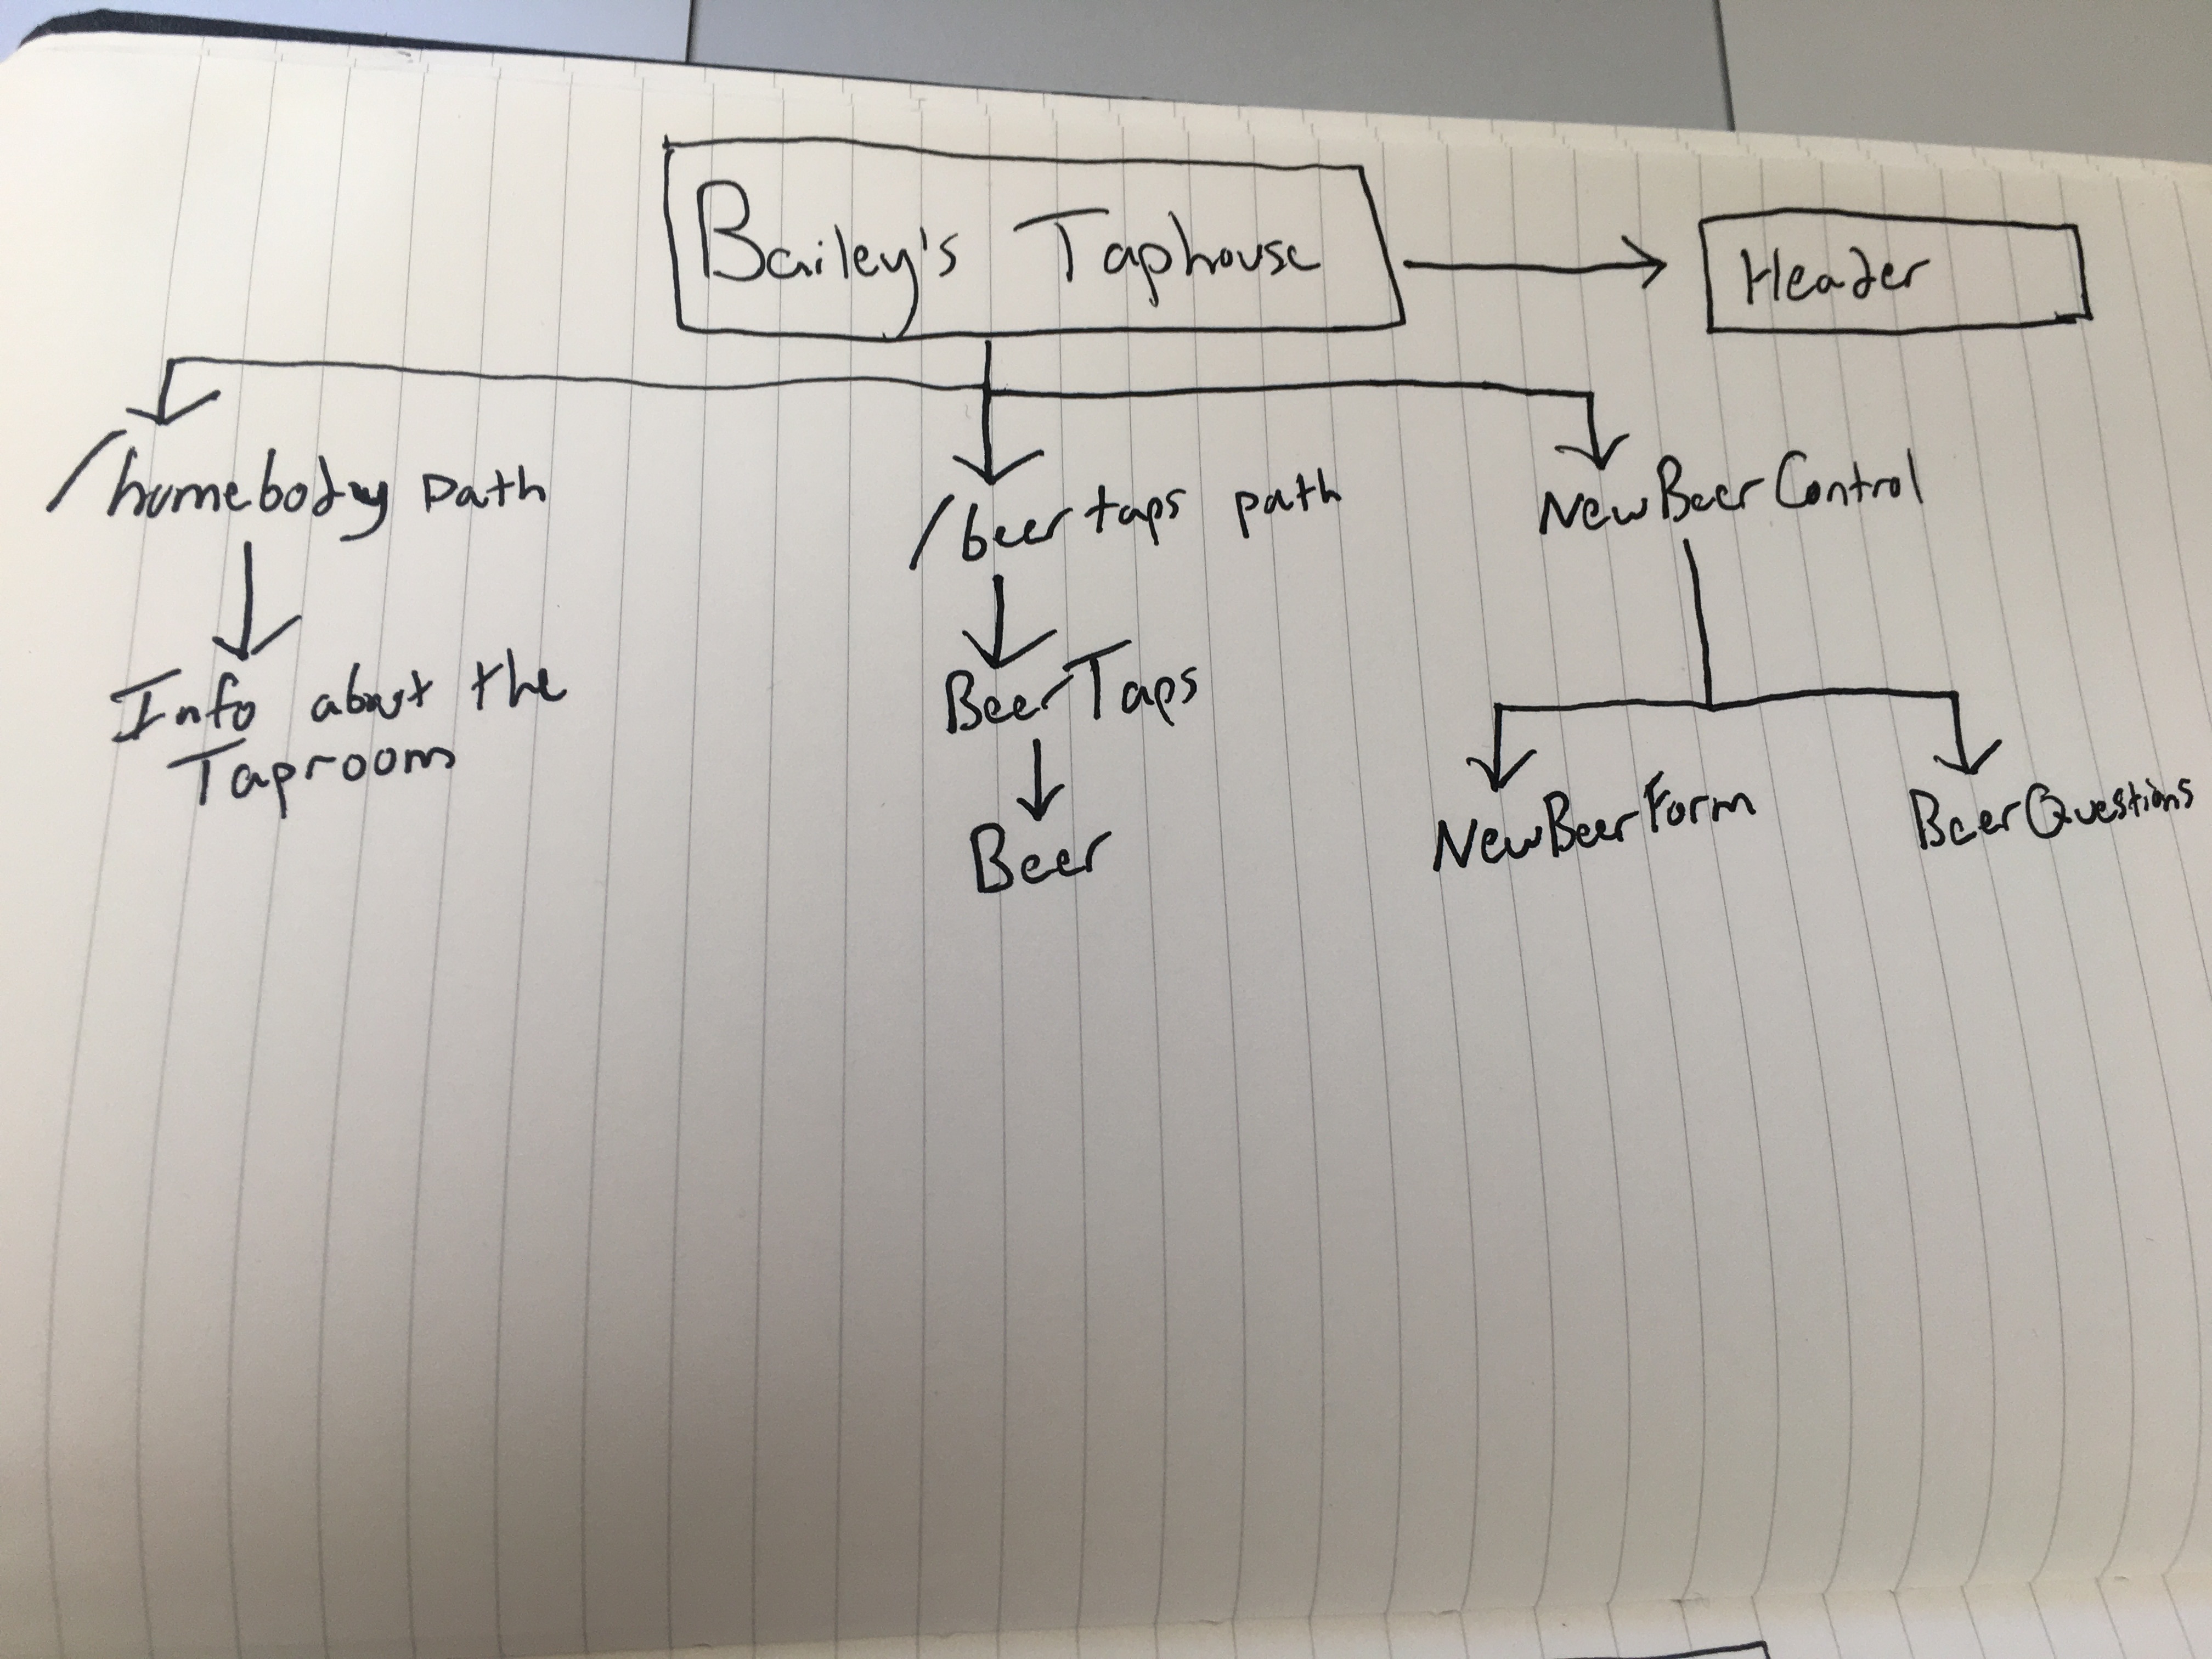 Bailey's Taphouse
Header
/homebody path
/beertaps path
NewBeerControl
Info about the
Taproom
BeerTaps
Beer
NewBeerForm
BeerQuestions